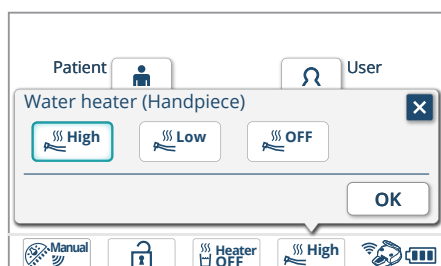 Patient
User
Water heater (Handpiece)
High
Low
OFF
OK
Manual
Heater
OFF
High